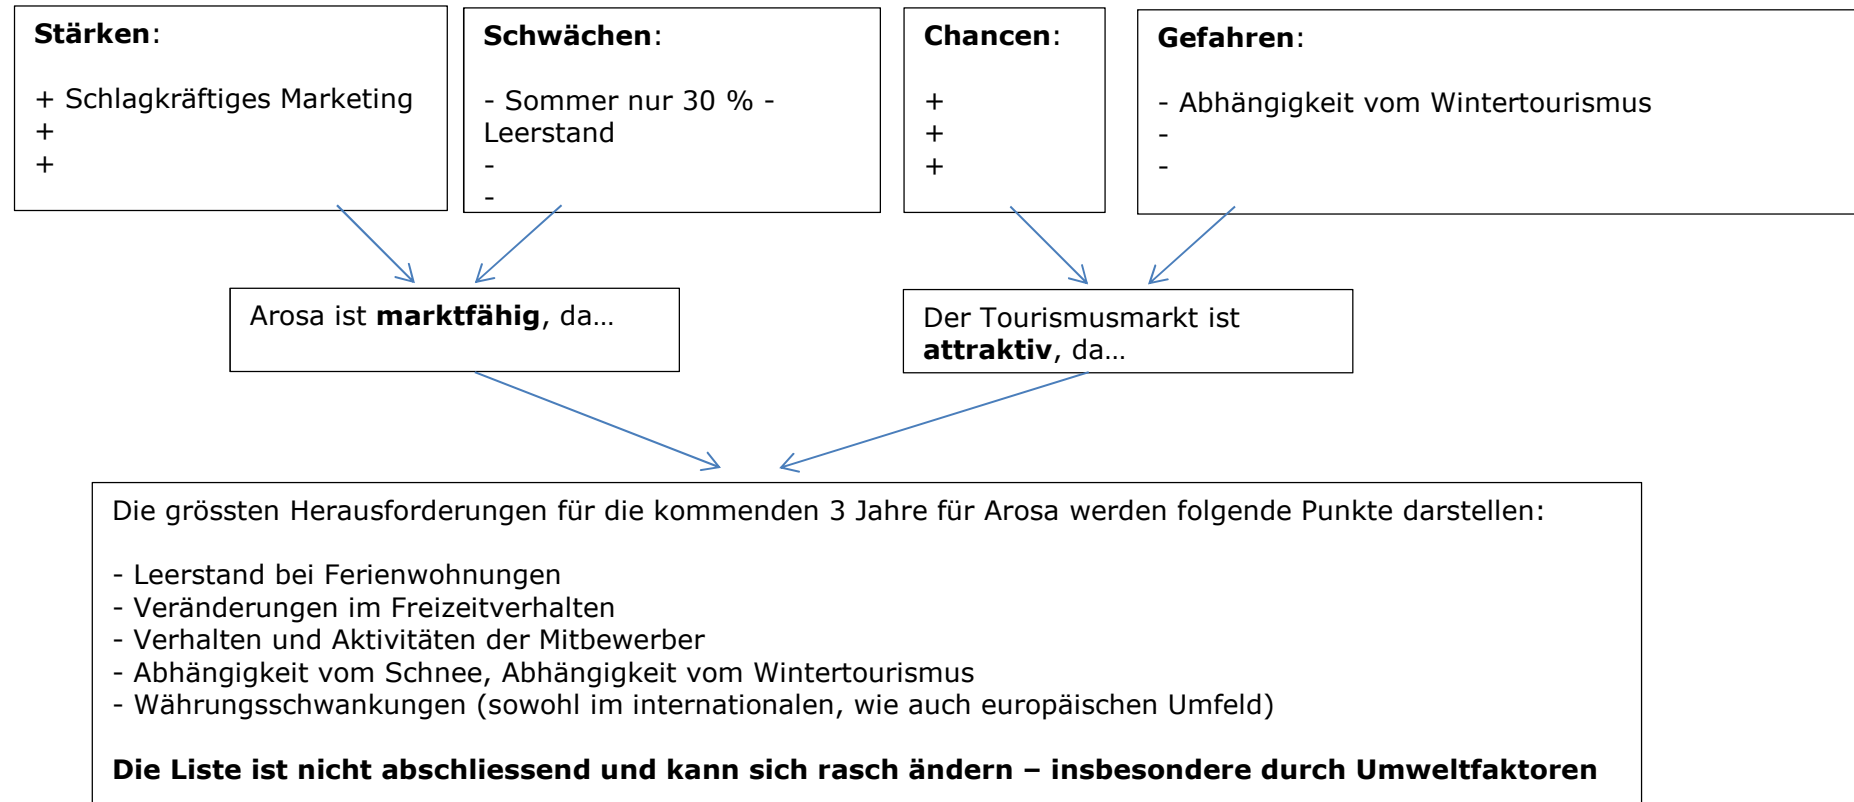 Stärken:
+ Schlagkräftiges Marketing
+
+
Schwächen:
- Sommer nur 30 % -
Leerstand
-
-
Chancen:
+
+
+
Gefahren:
- Abhängigkeit vom Wintertourismus
-
-
Arosa ist marktfähig, da…
Der Tourismusmarkt ist
attraktiv, da…
Die grössten Herausforderungen für die kommenden 3 Jahre für Arosa werden folgende Punkte darstellen:
- Leerstand bei Ferienwohnungen
- Veränderungen im Freizeitverhalten
- Verhalten und Aktivitäten der Mitbewerber
- Abhängigkeit vom Schnee, Abhängigkeit vom Wintertourismus
- Währungsschwankungen (sowohl im internationalen, wie auch europäischen Umfeld)
Die Liste ist nicht abschliessend und kann sich rasch ändern – insbesondere durch Umweltfaktoren